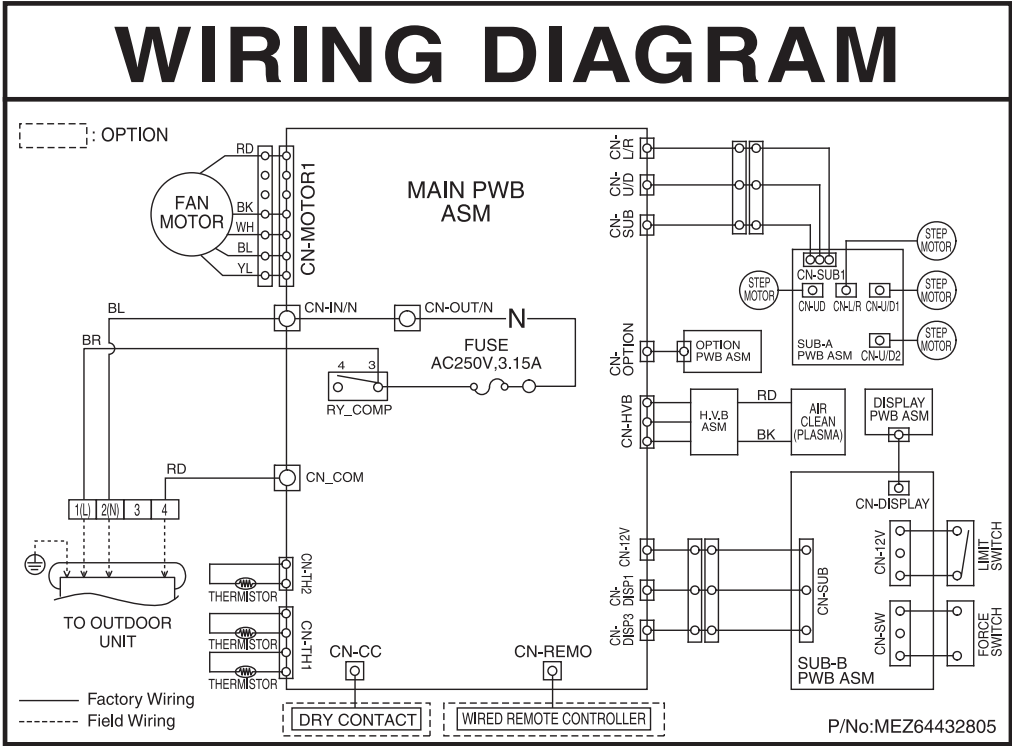 WIRING DIAGRAM
: OPTION
RD
BK
WH
BL
YL
FAN
MOTOR
CN-MOTOR1
MAIN PWB
ASM
CN-
L/R
CN-
U/D
CN-
SUB
CN-SUB1
STEP
MOTOR
STEP
MOTOR
STEP
MOTOR
STEP
MOTOR
CN-UD
CN-L/R
CN-U/D1
CN-U/D2
SUB-A
PWB ASM
BL
CN-IN/N
CN-OUT/N
N
BR
FUSE
AC250V,3.15A
4
3
RY_COMP
CN-
OPTION
OPTION
PWB ASM
CN-HVB
H.V.B
ASM
RD
BK
AIR
CLEAN
(PLASMA)
DISPLAY
PWB ASM
RD
CN_COM
1(L)
2(N)
3
4
TO OUTDOOR
UNIT
CN-TH2
THERMISTOR
CN-TH1
THERMISTOR
THERMISTOR
CN-12V
CN-
DISP1
CN-
DISP3
CN-SUB
CN-DISPLAY
CN-12V
LIMIT
SWITCH
CN-SW
FORCE
SWITCH
SUB-B
PWB ASM
CN-CC
CN-REMO
DRY CONTACT
WIRED REMOTE CONTROLLER
Factory Wiring
Field Wiring
P/No:MEZ64432805